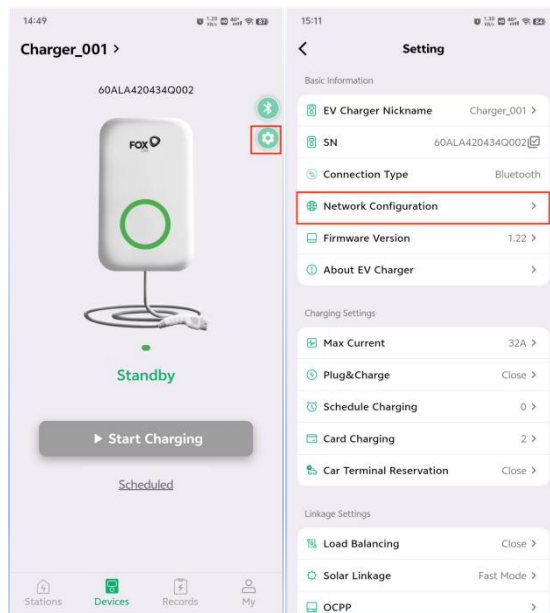 14:49
Charger_001 >
60ALA420434Q002
FOX
Standby
Start Charging
Scheduled
Stations
Devices
Records
My
15:11
Setting
Basic Information
EV Charger Nickname
Charger_001 >
SN
60ALA420434Q002
Connection Type
Bluetooth
Network Configuration
>
Firmware Version
1.22 >
About EV Charger
>
Charging Settings
Max Current
32A >
Plug&Charge
Close >
Schedule Charging
0 >
Card Charging
2 >
Car Terminal Reservation
Close >
Linkage Settings
Load Balancing
Close >
Solar Linkage
Fast Mode >
OCPP
>